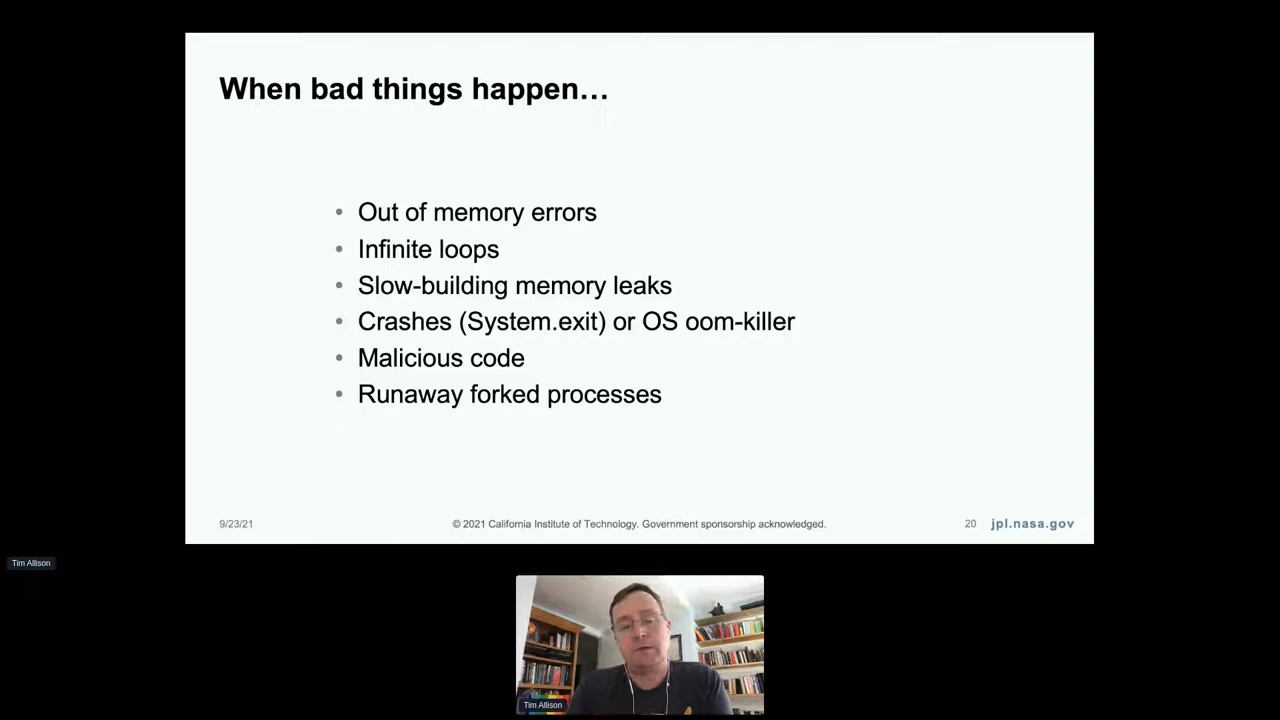 When bad things happen…
• Out of memory errors
• Infinite loops
• Slow-building memory leaks
• Crashes (System.exit) or OS oom-killer
• Malicious code
• Runaway forked processes
9/23/21
© 2021 California Institute of Technology. Government sponsorship acknowledged.
20
jpl.nasa.gov
Tim Allison
Tim Allison